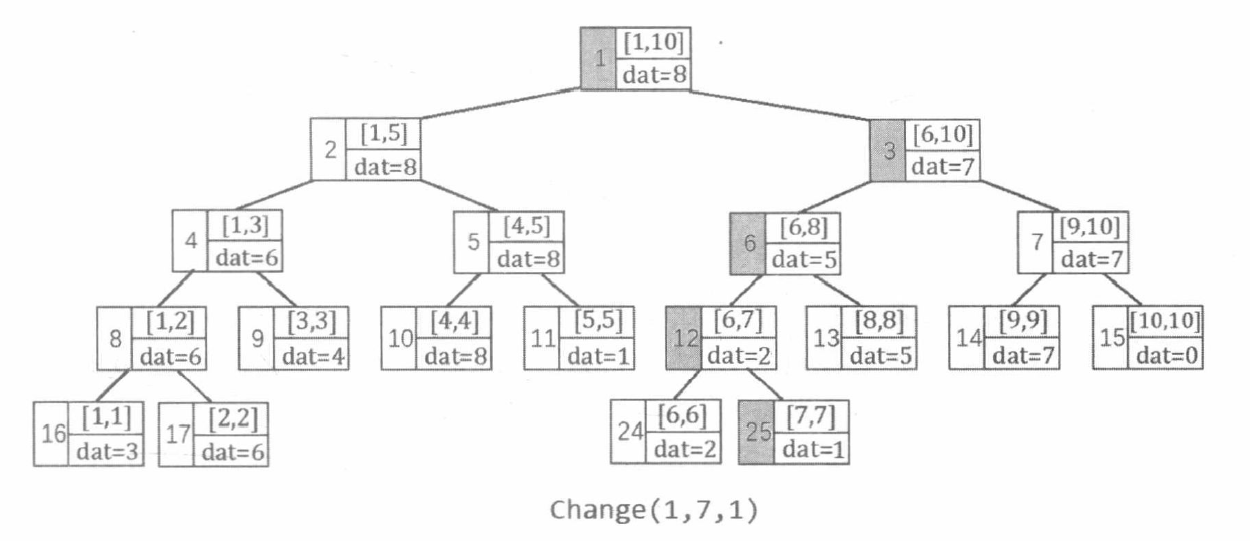 1 [1,10]
dat=8
2 [1,5]
dat=8
3 [6,10]
dat=7
4 [1,3]
dat=6
5 [4,5]
dat=8
6 [6,8]
dat=5
7 [9,10]
dat=7
8 [1,2]
dat=6
9 [3,3]
dat=4
10 [4,4]
dat=8
11 [5,5]
dat=1
12 [6,7]
dat=2
13 [8,8]
dat=5
14 [9,9]
dat=7
15 [10,10]
dat=0
16 [1,1]
dat=3
17 [2,2]
dat=6
24 [6,6]
dat=2
25 [7,7]
dat=1
Change(1,7,1)